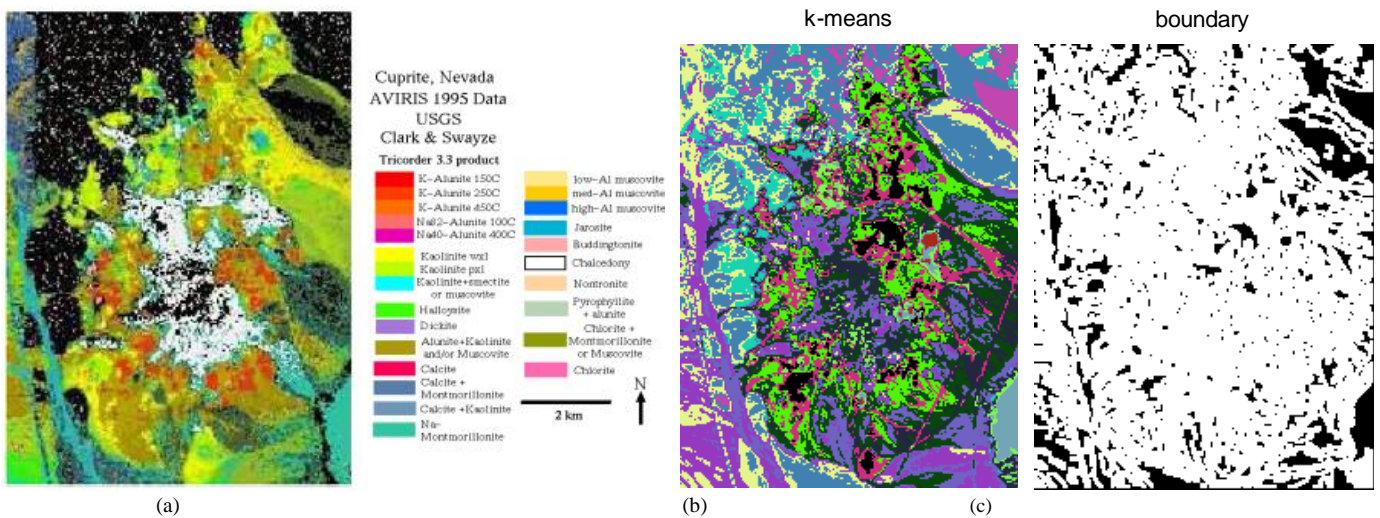 k-means
boundary
Cuprite, Nevada
AVIRIS 1995 Data
USGS
Clark & Swayze
Tricorder 3.3 product
K-Alunite 150C
K-Alunite 250C
K-Alunite 450C
Na82-Alunite 100C
Na40-Alunite 400C
Kaolinite wxl
Kaolinite pxl
Kaolinite+smectite
or muscovite
Halloysite
Dickite
Alunite+Kaolinite
and/or Muscovite
Calcite
Calcite +
Montmorillonite
Calcite +Kaolinite
Na-
Montmorillonite
low-Al muscovite
med-Al muscovite
high-Al muscovite
Jarosite
Buddingtonite
Chalcedony
Nontronite
Pyrophyllite
+ alunite
Chlorite +
Montmorillonite
or Muscovite
Chlorite
N
2 km
(a)
(b)
(c)